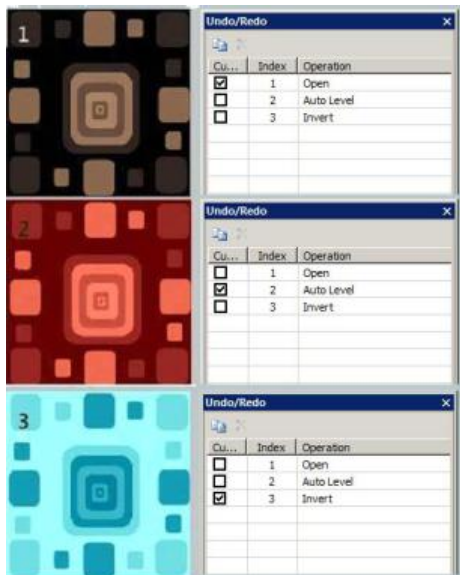 1
Undo/Redo X
Cu... Index Operation
1 Open
2 Auto Level
3 Invert
2
Undo/Redo X
Cu... Index Operation
1 Open
2 Auto Level
3 Invert
3
Undo/Redo X
Cu... Index Operation
1 Open
2 Auto Level
3 Invert